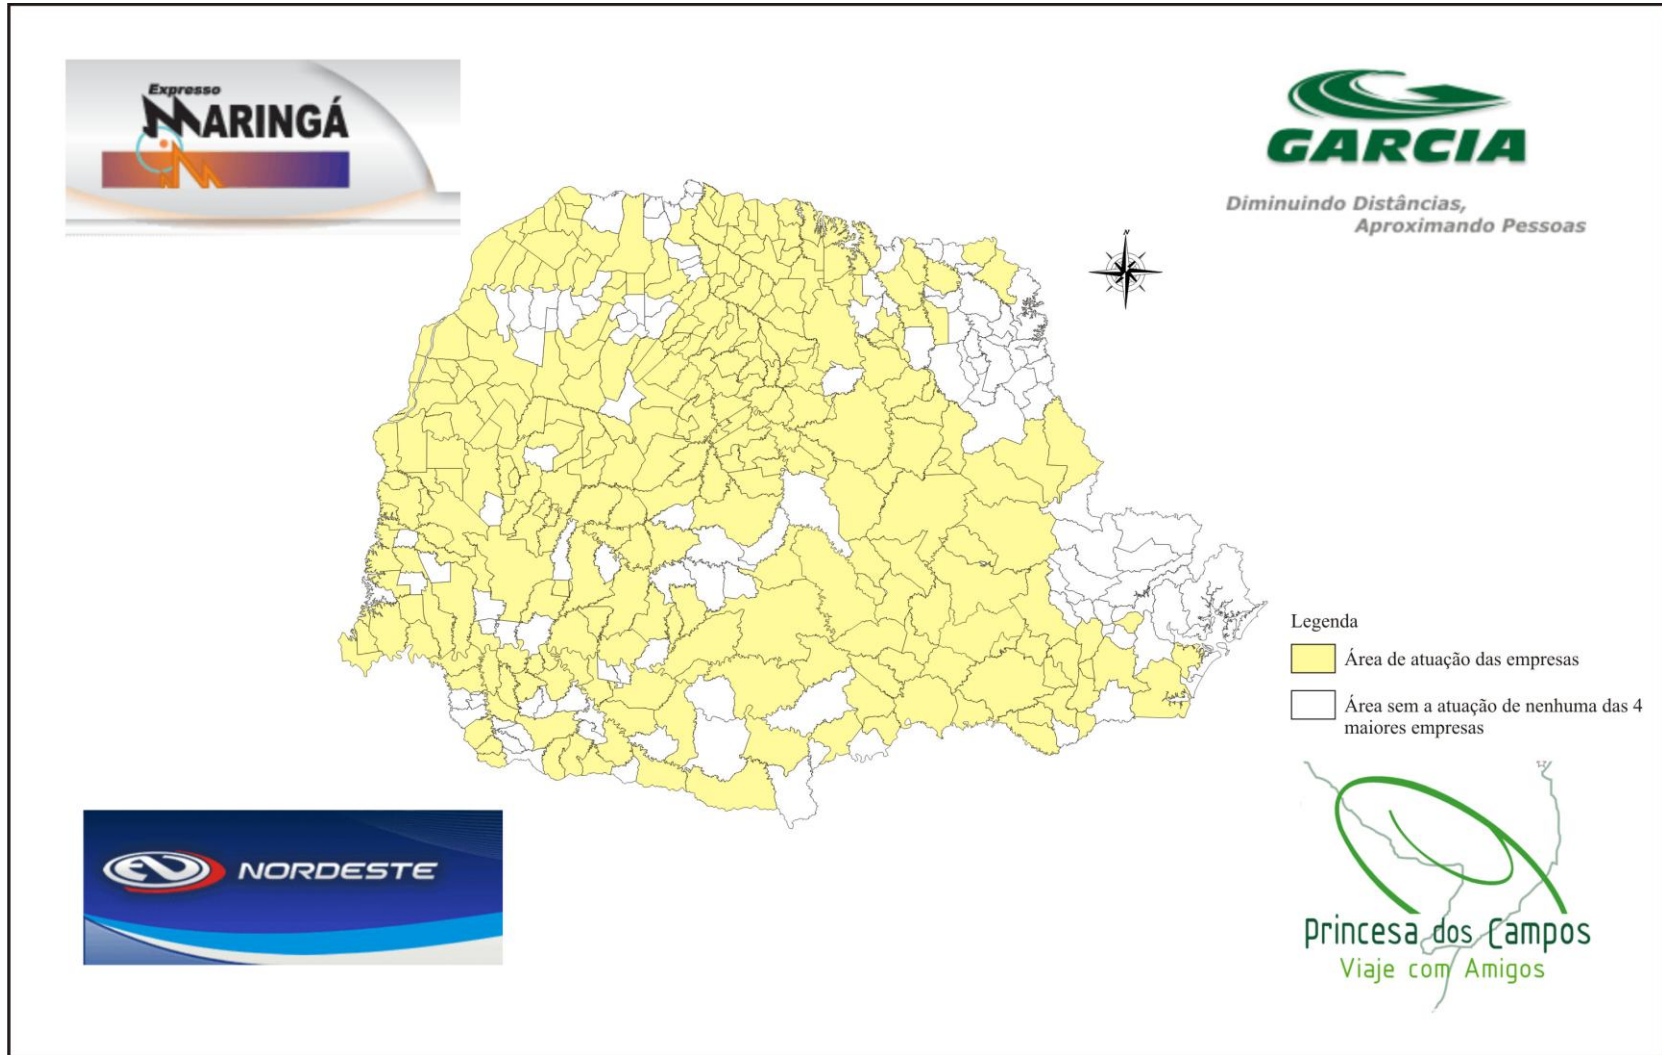 Expresso
MARINGÁ
GARCIA
Diminuindo Distâncias,
Aproximando Pessoas
N
Legenda
Área de atuação das empresas
Área sem a atuação de nenhuma das 4
maiores empresas
NORDESTE
Princesa dos Campos
Viaje com Amigos